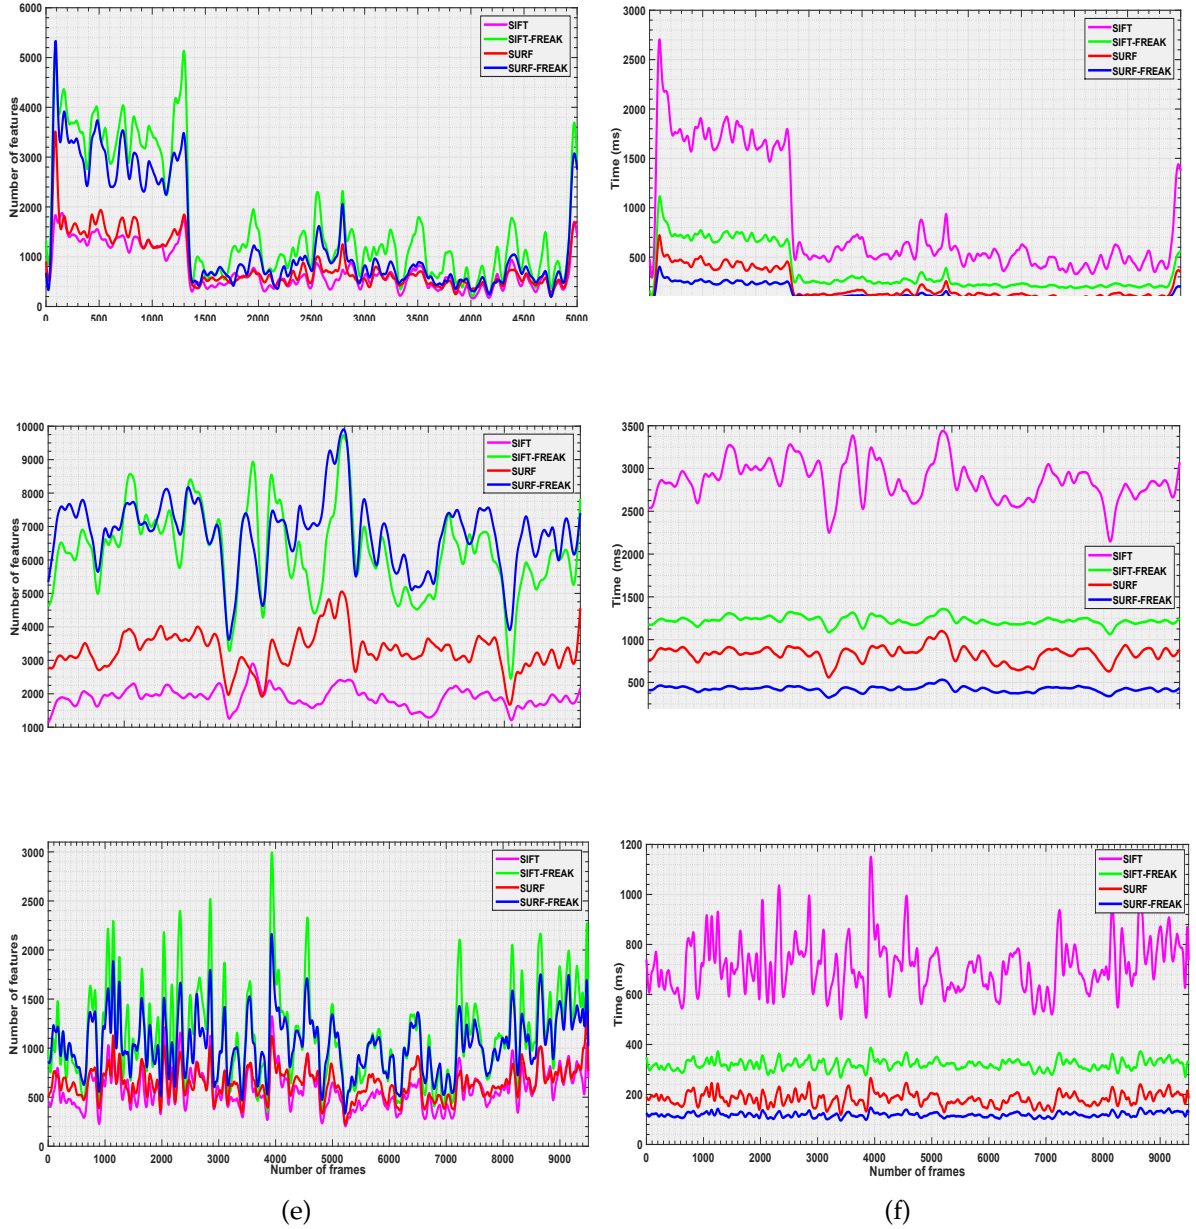 6000
5000
4000
3000
2000
1000
0
Number of features
SIFT
SIFT-FREAK
SURF
SURF-FREAK
0 500 1000 1500 2000 2500 3000 3500 4000 4500 5000
3000
2500
2000
1500
1000
500
Time (ms)
SIFT
SIFT-FREAK
SURF
SURF-FREAK
10000
9000
8000
7000
6000
5000
4000
3000
2000
1000
Number of features
SIFT
SIFT-FREAK
SURF
SURF-FREAK
3500
3000
2500
2000
1500
1000
500
Time (ms)
SIFT
SIFT-FREAK
SURF
SURF-FREAK
3000
2500
2000
1500
1000
500
0
Number of features
SIFT
SIFT-FREAK
SURF
SURF-FREAK
0 1000 2000 3000 4000 5000 6000 7000 8000 9000
Number of frames
(e)
1200
1000
800
600
400
200
0
Time (ms)
SIFT
SIFT-FREAK
SURF
SURF-FREAK
0 1000 2000 3000 4000 5000 6000 7000 8000 9000
Number of frames
(f)